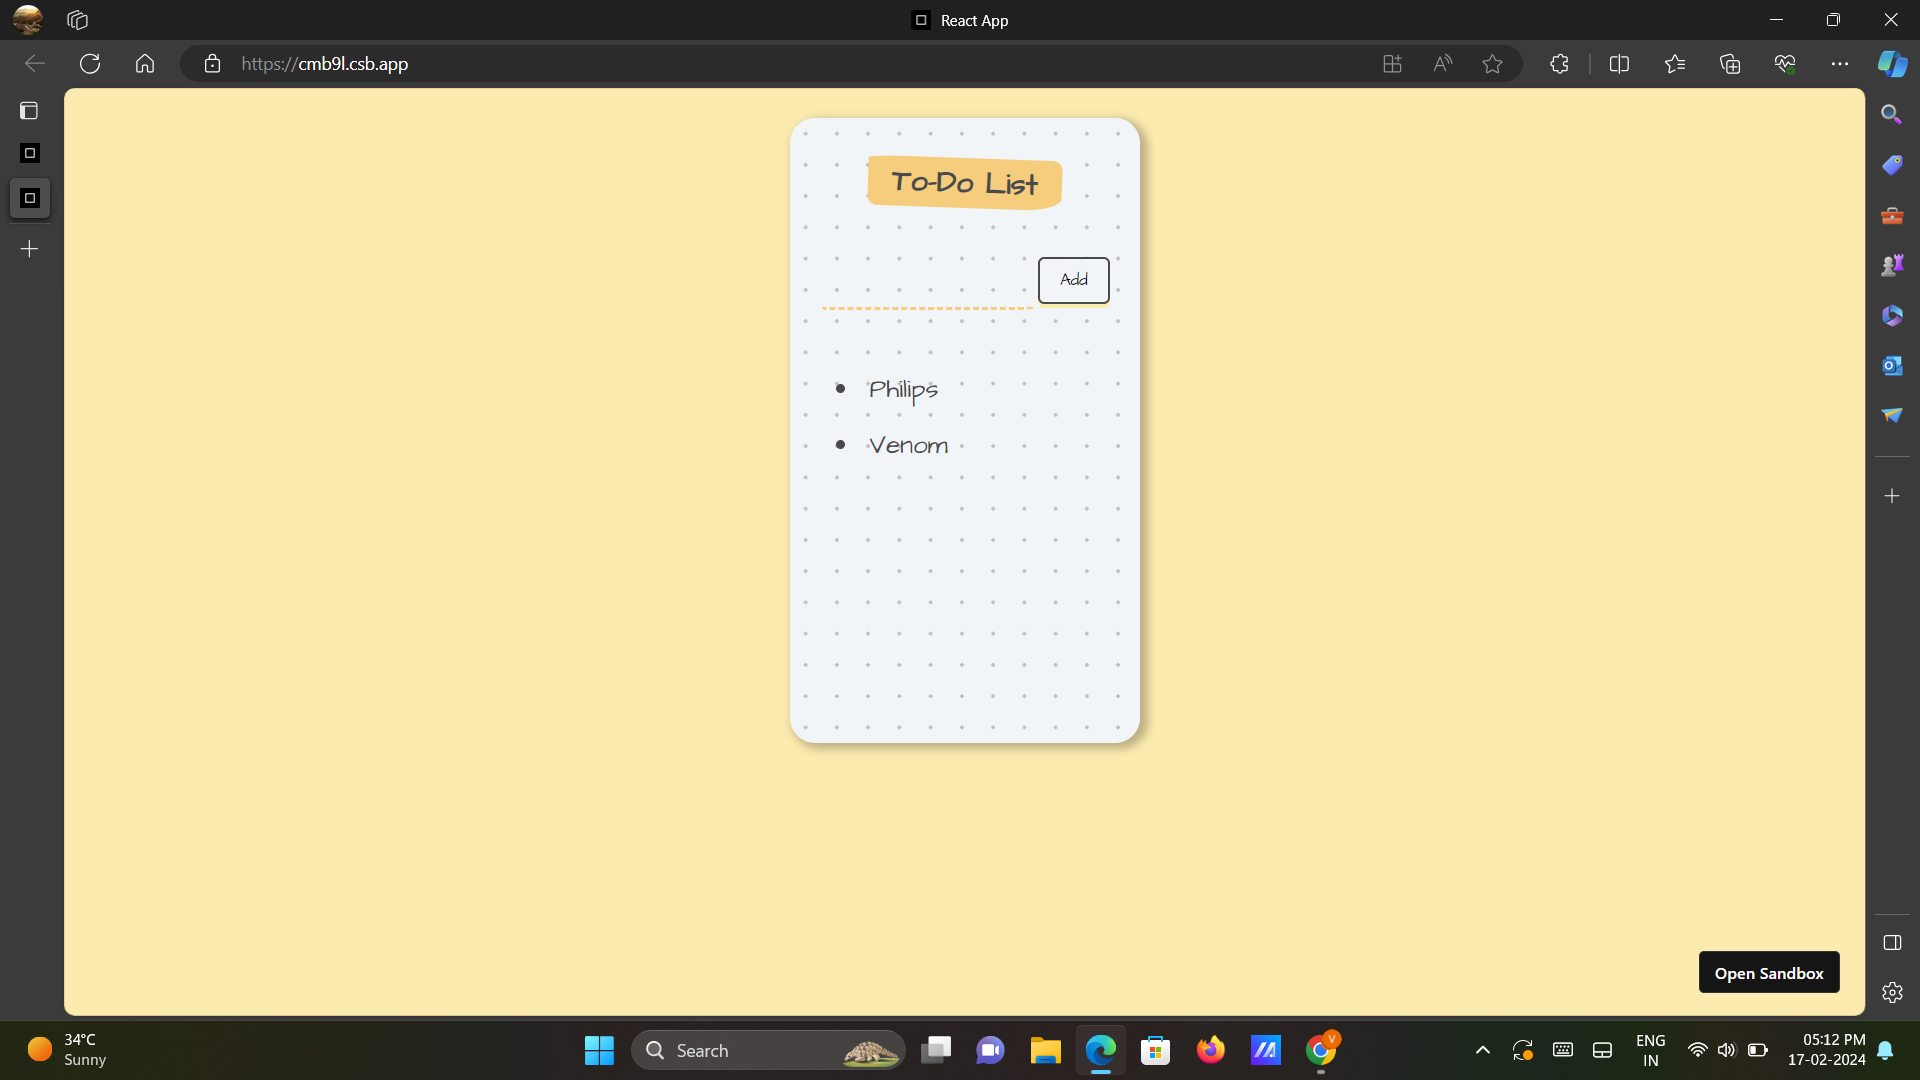 React App
https://cmb9l.csb.app
To-Do List
Add
Philips
Venom
Open Sandbox
34°C
Sunny
Search
V
ENG
IN
05:12 PM
17-02-2024